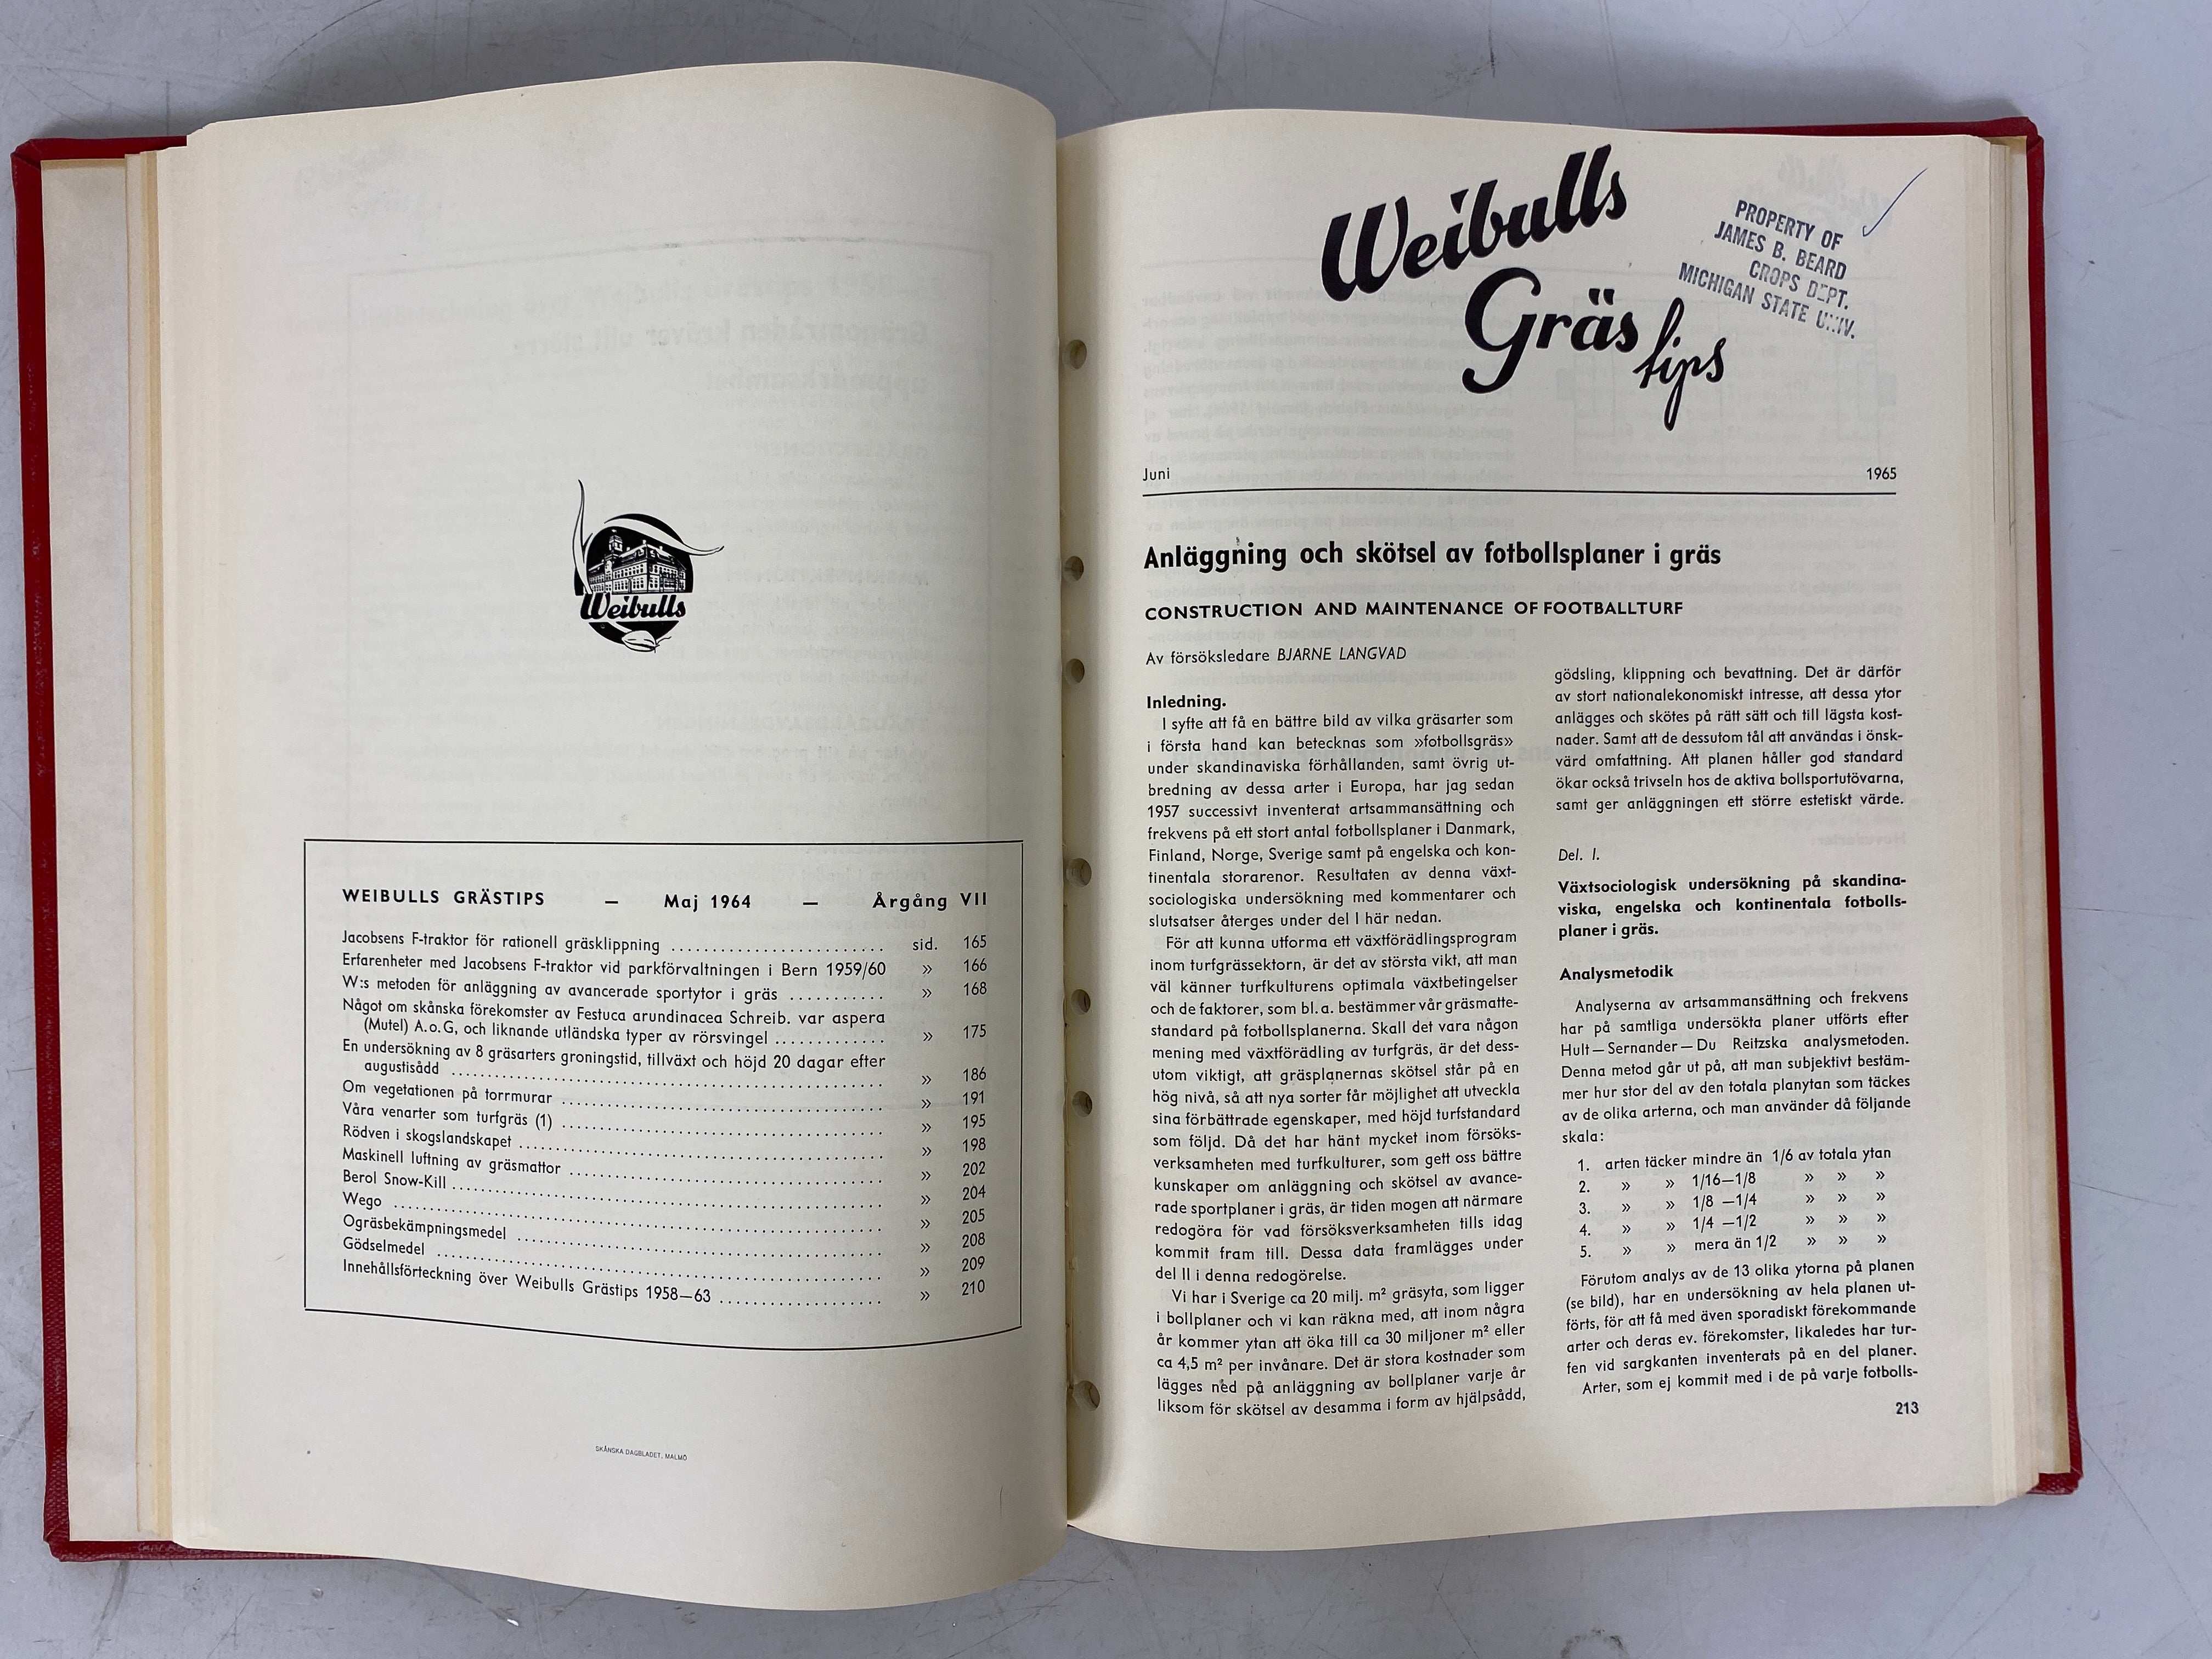 Weibulls
WEIBULLS GRÄSTIPS — Maj 1964 — Årgång VII
Jacobsens F-traktor för rationell gräsklippning ........................ sid. 165
Erfarenheter med Jacobsens F-traktor vid parkförvaltningen i Bern 1959/60 » 166
W:s metoden för anläggning av avancerade sportytor i gräs ........... » 168
Något om skånska förekomster av Festuca arundinacea Schreib. var aspera
(Mutel) A. o. G, och liknande utländska typer av rörsvingel ............. » 175
En undersökning av 8 gräsarters groningstid, tillväxt och höjd 20 dagar efter
augustisådd ................................................ » 186
Om vegetationen på torrmurar .................................... » 191
Våra venarter som turfgräs (1) .................................... » 195
Rödven i skogslandskapet ......................................... » 198
Maskinell luftning av gräsmattor ................................... » 202
Berol Snow-Kill ................................................ » 204
Wego ...................................................... » 205
Ogräsbekämpningsmedel ......................................... » 208
Gödselmedel .................................................. » 209
Innehållsförteckning över Weibulls Grästips 1958—63 .................. » 210
SKÅNSKA DAGBLADET, MALMÖ
Weibulls
Gräs
tips
PROPERTY OF
JAMES B. BEARD
CROPS DEPT.
MICHIGAN STATE UNIV.
Juni 1965
Anläggning och skötsel av fotbollsplaner i gräs
CONSTRUCTION AND MAINTENANCE OF FOOTBALLTURF
Av försöksledare BJARNE LANGVAD
Inledning.
I syfte att få en bättre bild av vilka gräsarter som
i första hand kan betecknas som »fotbollsgräs»
under skandinaviska förhållanden, samt övrig ut-
bredning av dessa arter i Europa, har jag sedan
1957 successivt inventerat artsammansättning och
frekvens på ett stort antal fotbollsplaner i Danmark,
Finland, Norge, Sverige samt på engelska och kon-
tinentala storarenor. Resultaten av denna växt-
sociologiska undersökning med kommentarer och
slutsatser återges under del I här nedan.
För att kunna utforma ett växtförädlingsprogram
inom turfgrässektorn, är det av största vikt, att man
väl känner turfkulturens optimala växtbetingelser
och de faktorer, som bl. a. bestämmer vår gräsmatte-
standard på fotbollsplanerna. Skall det vara någon
mening med växtförädling av turfgräs, är det dess-
utom viktigt, att gräsplanernas skötsel står på en
hög nivå, så att nya sorter får möjlighet att utveckla
sina förbättrade egenskaper, med höjd turfstandard
som följd. Då det har hänt mycket inom försöks-
verksamheten med turfkulturer, som gett oss bättre
kunskaper om anläggning och skötsel av avance-
rade sportplaner i gräs, är tiden mogen att närmare
redogöra för vad försöksverksamheten tills idag
kommit fram till. Dessa data framlägges under
del II i denna redogörelse.
Vi har i Sverige ca 20 milj. m² gräsyta, som ligger
i bollplaner och vi kan räkna med, att inom några
år kommer ytan att öka till ca 30 miljoner m² eller
ca 4,5 m² per invånare. Det är stora kostnader som
lägges ned på anläggning av bollplaner varje år
liksom för skötsel av desamma i form av hjälpsådd,
gödsling, klippning och bevattning. Det är därför
av stort nationalekonomiskt intresse, att dessa ytor
anlägges och skötes på rätt sätt och till lägsta kost-
nader. Samt att de dessutom tål att användas i önsk-
värd omfattning. Att planen håller god standard
ökar också trivseln hos de aktiva bollsportutövarna,
samt ger anläggningen ett större estetiskt värde.
Del. I.
Växtsociologisk undersökning på skandina-
viska, engelska och kontinentala fotbolls-
planer i gräs.
Analysmetodik
Analyserna av artsammansättning och frekvens
har på samtliga undersökta planer utförts efter
Hult—Sernander—Du Reitzska analysmetoden.
Denna metod går ut på, att man subjektivt bestäm-
mer hur stor del av den totala planytan som täckes
av de olika arterna, och man använder då följande
skala:
1. arten täcker mindre än 1/6 av totala ytan
2. » » 1/16—1/8 » » »
3. » » 1/8 —1/4 » » »
4. » » 1/4 —1/2 » » »
5. » » mera än 1/2 » » »
Förutom analys av de 13 olika ytorna på planen
(se bild), har en undersökning av hela planen ut-
förts, för att få med även sporadiskt förekommande
arter och deras ev. förekomster, likaledes har tur-
fen vid sargkanten inventerats på en del planer.
Arter, som ej kommit med i de på varje fotbolls-
213